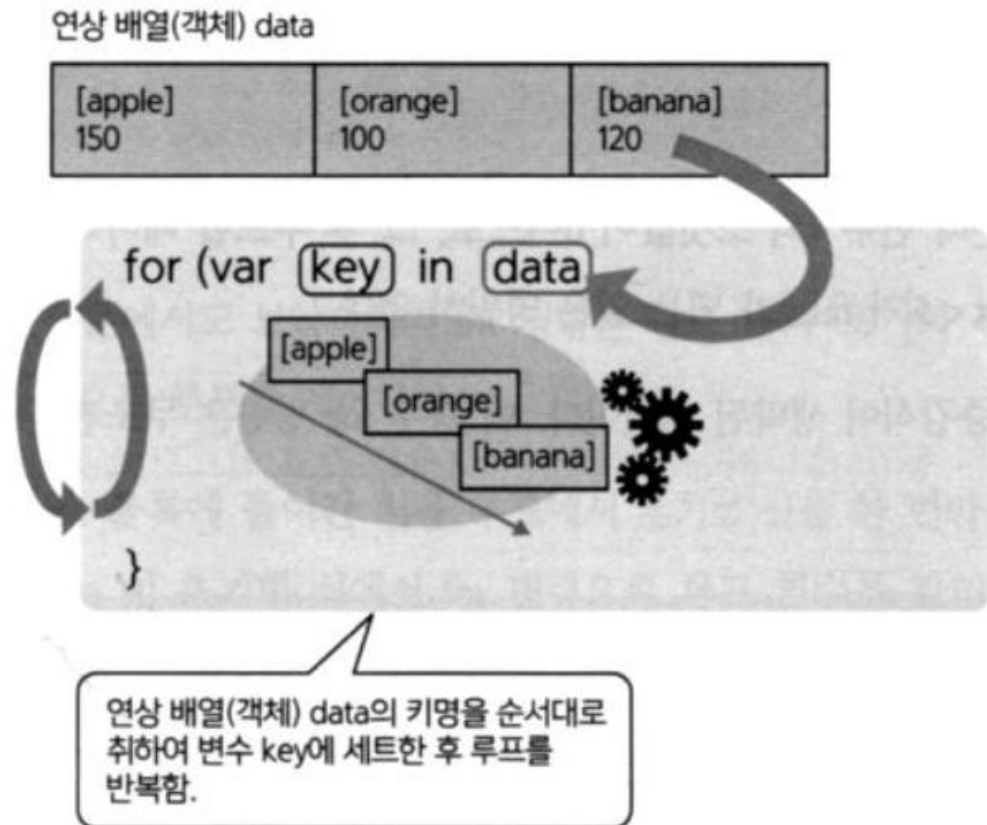 연상 배열(객체) data
[apple] [orange] [banana]
150 100 120
for (var key in data
[apple]
[orange]
[banana]
}
연상 배열(객체) data의 키명을 순서대로
취하여 변수 key에 세트한 후 루프를
반복함.